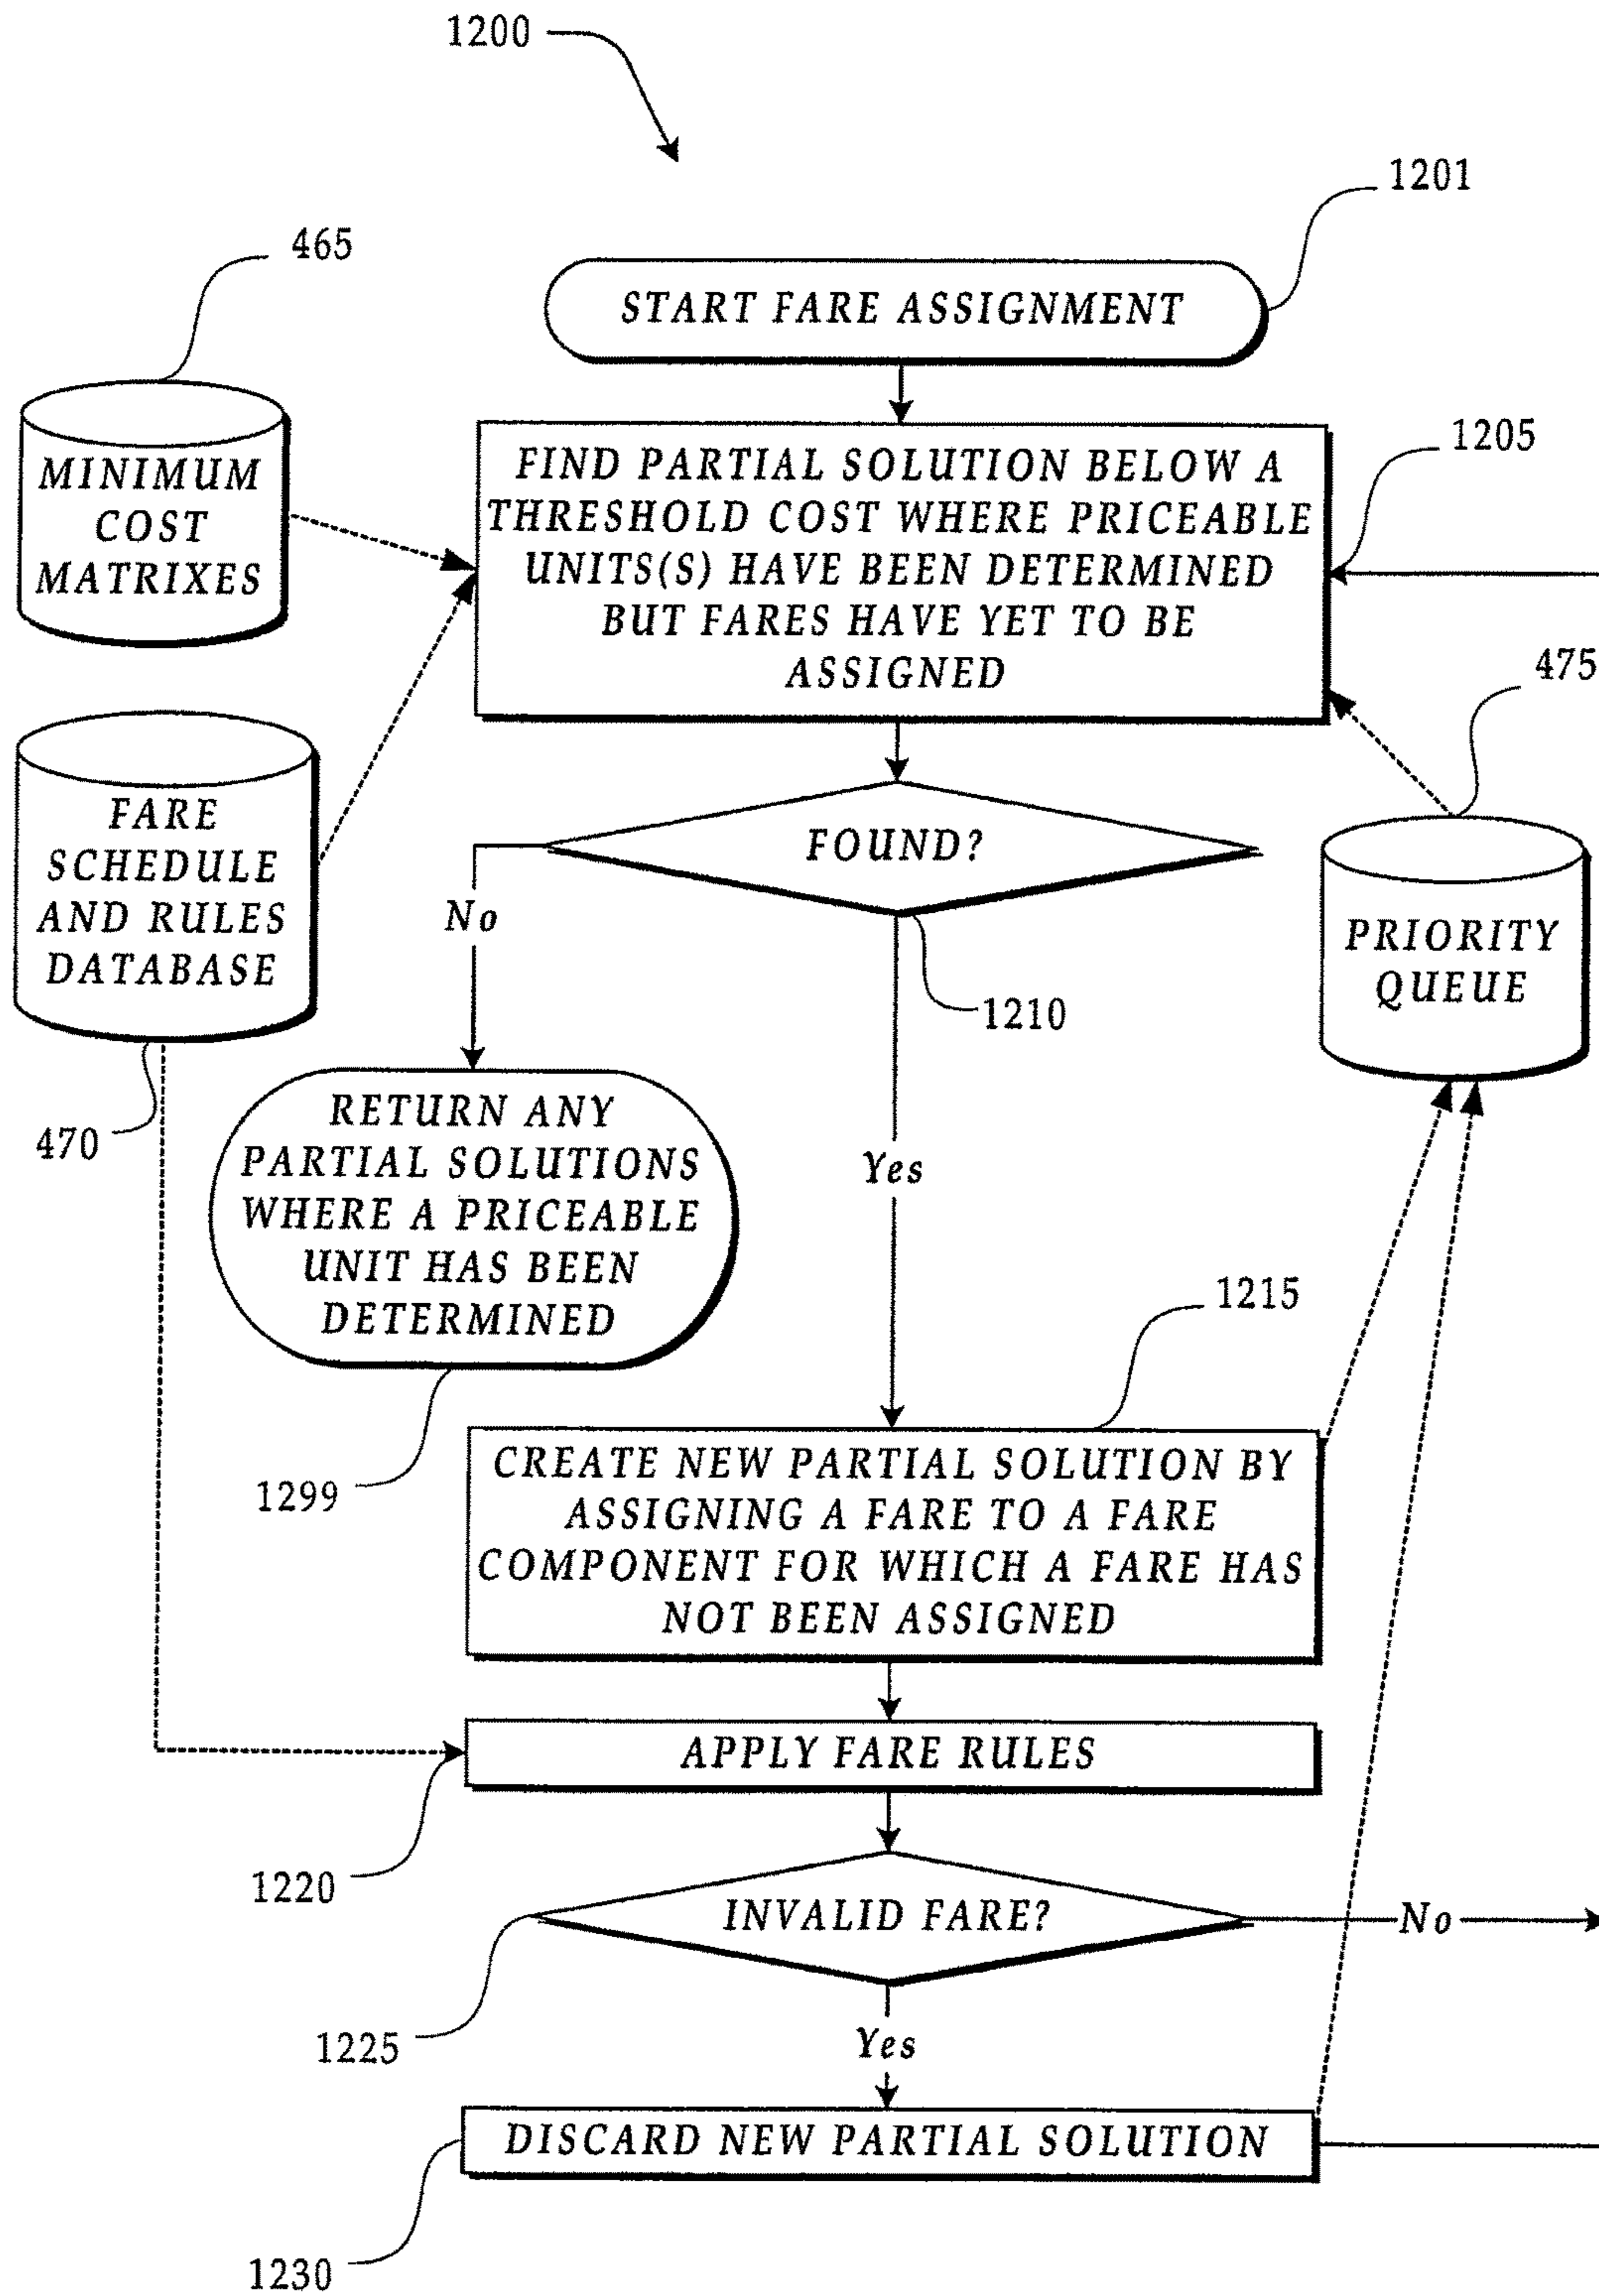 1200
1201
465
START FARE ASSIGNMENT
1205
MINIMUM
COST
MATRIXES
FIND PARTIAL SOLUTION BELOW A
THRESHOLD COST WHERE PRICEABLE
UNITS(S) HAVE BEEN DETERMINED
BUT FARES HAVE YET TO BE
ASSIGNED
475
FARE
SCHEDULE
AND RULES
DATABASE
470
FOUND?
1210
No
Yes
PRIORITY
QUEUE
RETURN ANY
PARTIAL SOLUTIONS
WHERE A PRICEABLE
UNIT HAS BEEN
DETERMINED
1299
1215
CREATE NEW PARTIAL SOLUTION BY
ASSIGNING A FARE TO A FARE
COMPONENT FOR WHICH A FARE HAS
NOT BEEN ASSIGNED
APPLY FARE RULES
1220
INVALID FARE?
No
1225
Yes
DISCARD NEW PARTIAL SOLUTION
1230